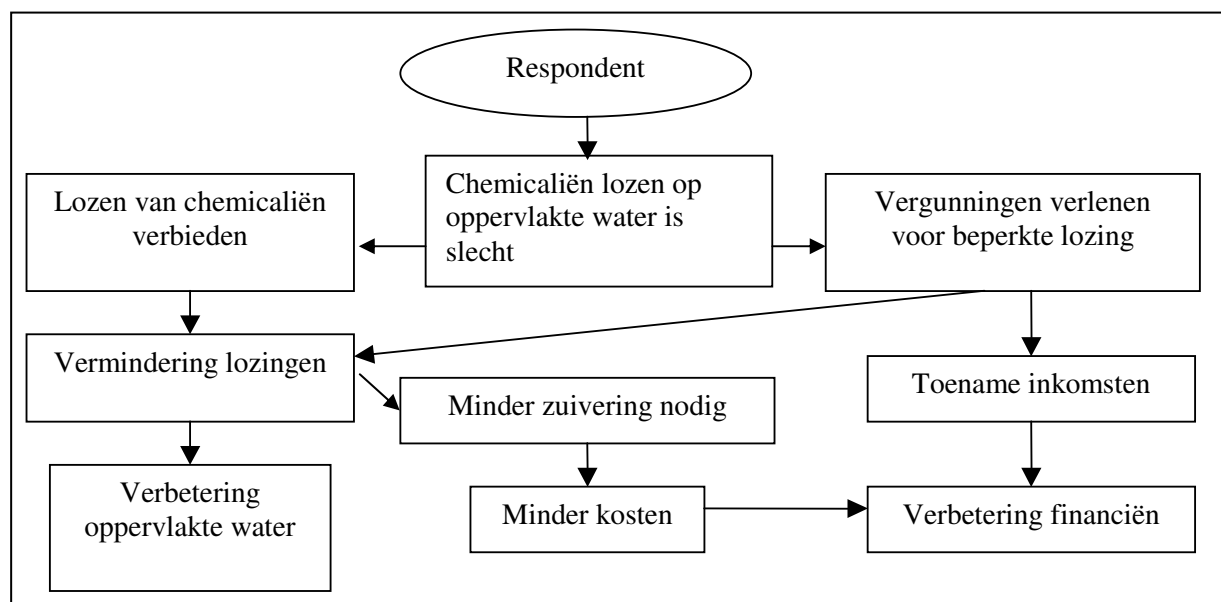 Respondent
Chemicaliën lozen op
oppervlakte water is
slecht
Lozen van chemicaliën
verbieden
Vergunningen verlenen
voor beperkte lozing
Vermindering lozingen
Toename inkomsten
Minder zuivering nodig
Verbetering
oppervlakte water
Minder kosten
Verbetering financiën